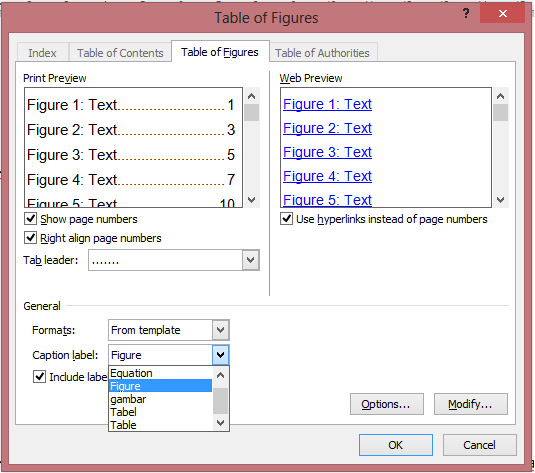 Table of Figures
?
Index Table of Contents Table of Figures Table of Authorities
Print Preview
Figure 1: Text....................... 1
Figure 2: Text....................... 3
Figure 3: Text....................... 5
Figure 4: Text....................... 7
Figure 5: Text..................... 10
Show page numbers
Right align page numbers
Tab leader: .......
Web Preview
Figure 1: Text
Figure 2: Text
Figure 3: Text
Figure 4: Text
Figure 5: Text
Use hyperlinks instead of page numbers
General
Formats: From template
Caption label: Figure
Include labe
Equation
Figure
gambar
Tabel
Table
Options... Modify...
OK Cancel